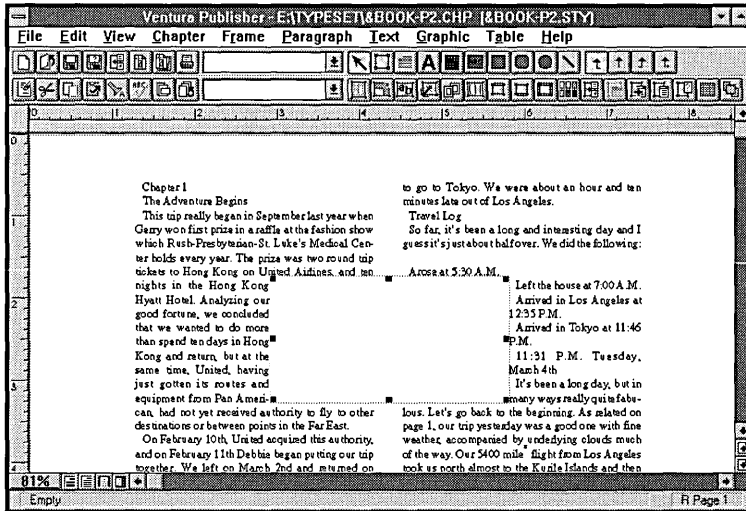 Ventura Publisher - E:\TYPESET\&BOOK-P2.CHP [&BOOK-P2.STY]
File Edit View Chapter Frame Paragraph Text Graphic Table Help
A
0 1 2 3 4 5 6 7 8
0
1
2
3
4
Chapter 1
The Adventure Begins
This trip really began in September last year when
Gerry won first prize in a raffle at the fashion show
which Rush-Presbyterian-St. Luke's Medical Cen-
ter holds every year. The prize was two round trip
tickets to Hong Kong on United Airlines, and ten
nights in the Hong Kong
Hyatt Hotel. Analyzing our
good fortune, we concluded
that we wanted to do more
than spend ten days in Hong
Kong and return, but at the
same time, United, having
just gotten its routes and
equipment from Pan Ameri-
can, had not yet received authority to fly to other
destinations or between points in the Far East.
On February 10th, United acquired this authority,
and on February 11th Debbie began putting our trip
together. We left on March 2nd and returned on
to go to Tokyo. We were about an hour and ten
minutes late out of Los Angeles.
Travel Log
So far, it's been a long and interesting day and I
guess it's just about half over. We did the following:
Arose at 5:30 A.M.
Left the house at 7:00 A.M.
Arrived in Los Angeles at
12:35 P.M.
Arrived in Tokyo at 11:46
P.M.
11:31 P.M. Tuesday,
March 4th
It's been a long day, but in
many ways really quite fabu-
lous. Let's go back to the beginning. As related on
page 1, our trip yesterday was a good one with fine
weather, accompanied by underlying clouds much
of the way. Our 5400 mile flight from Los Angeles
took us north almost to the Kurile Islands and then
81%
Empty
R Page 1